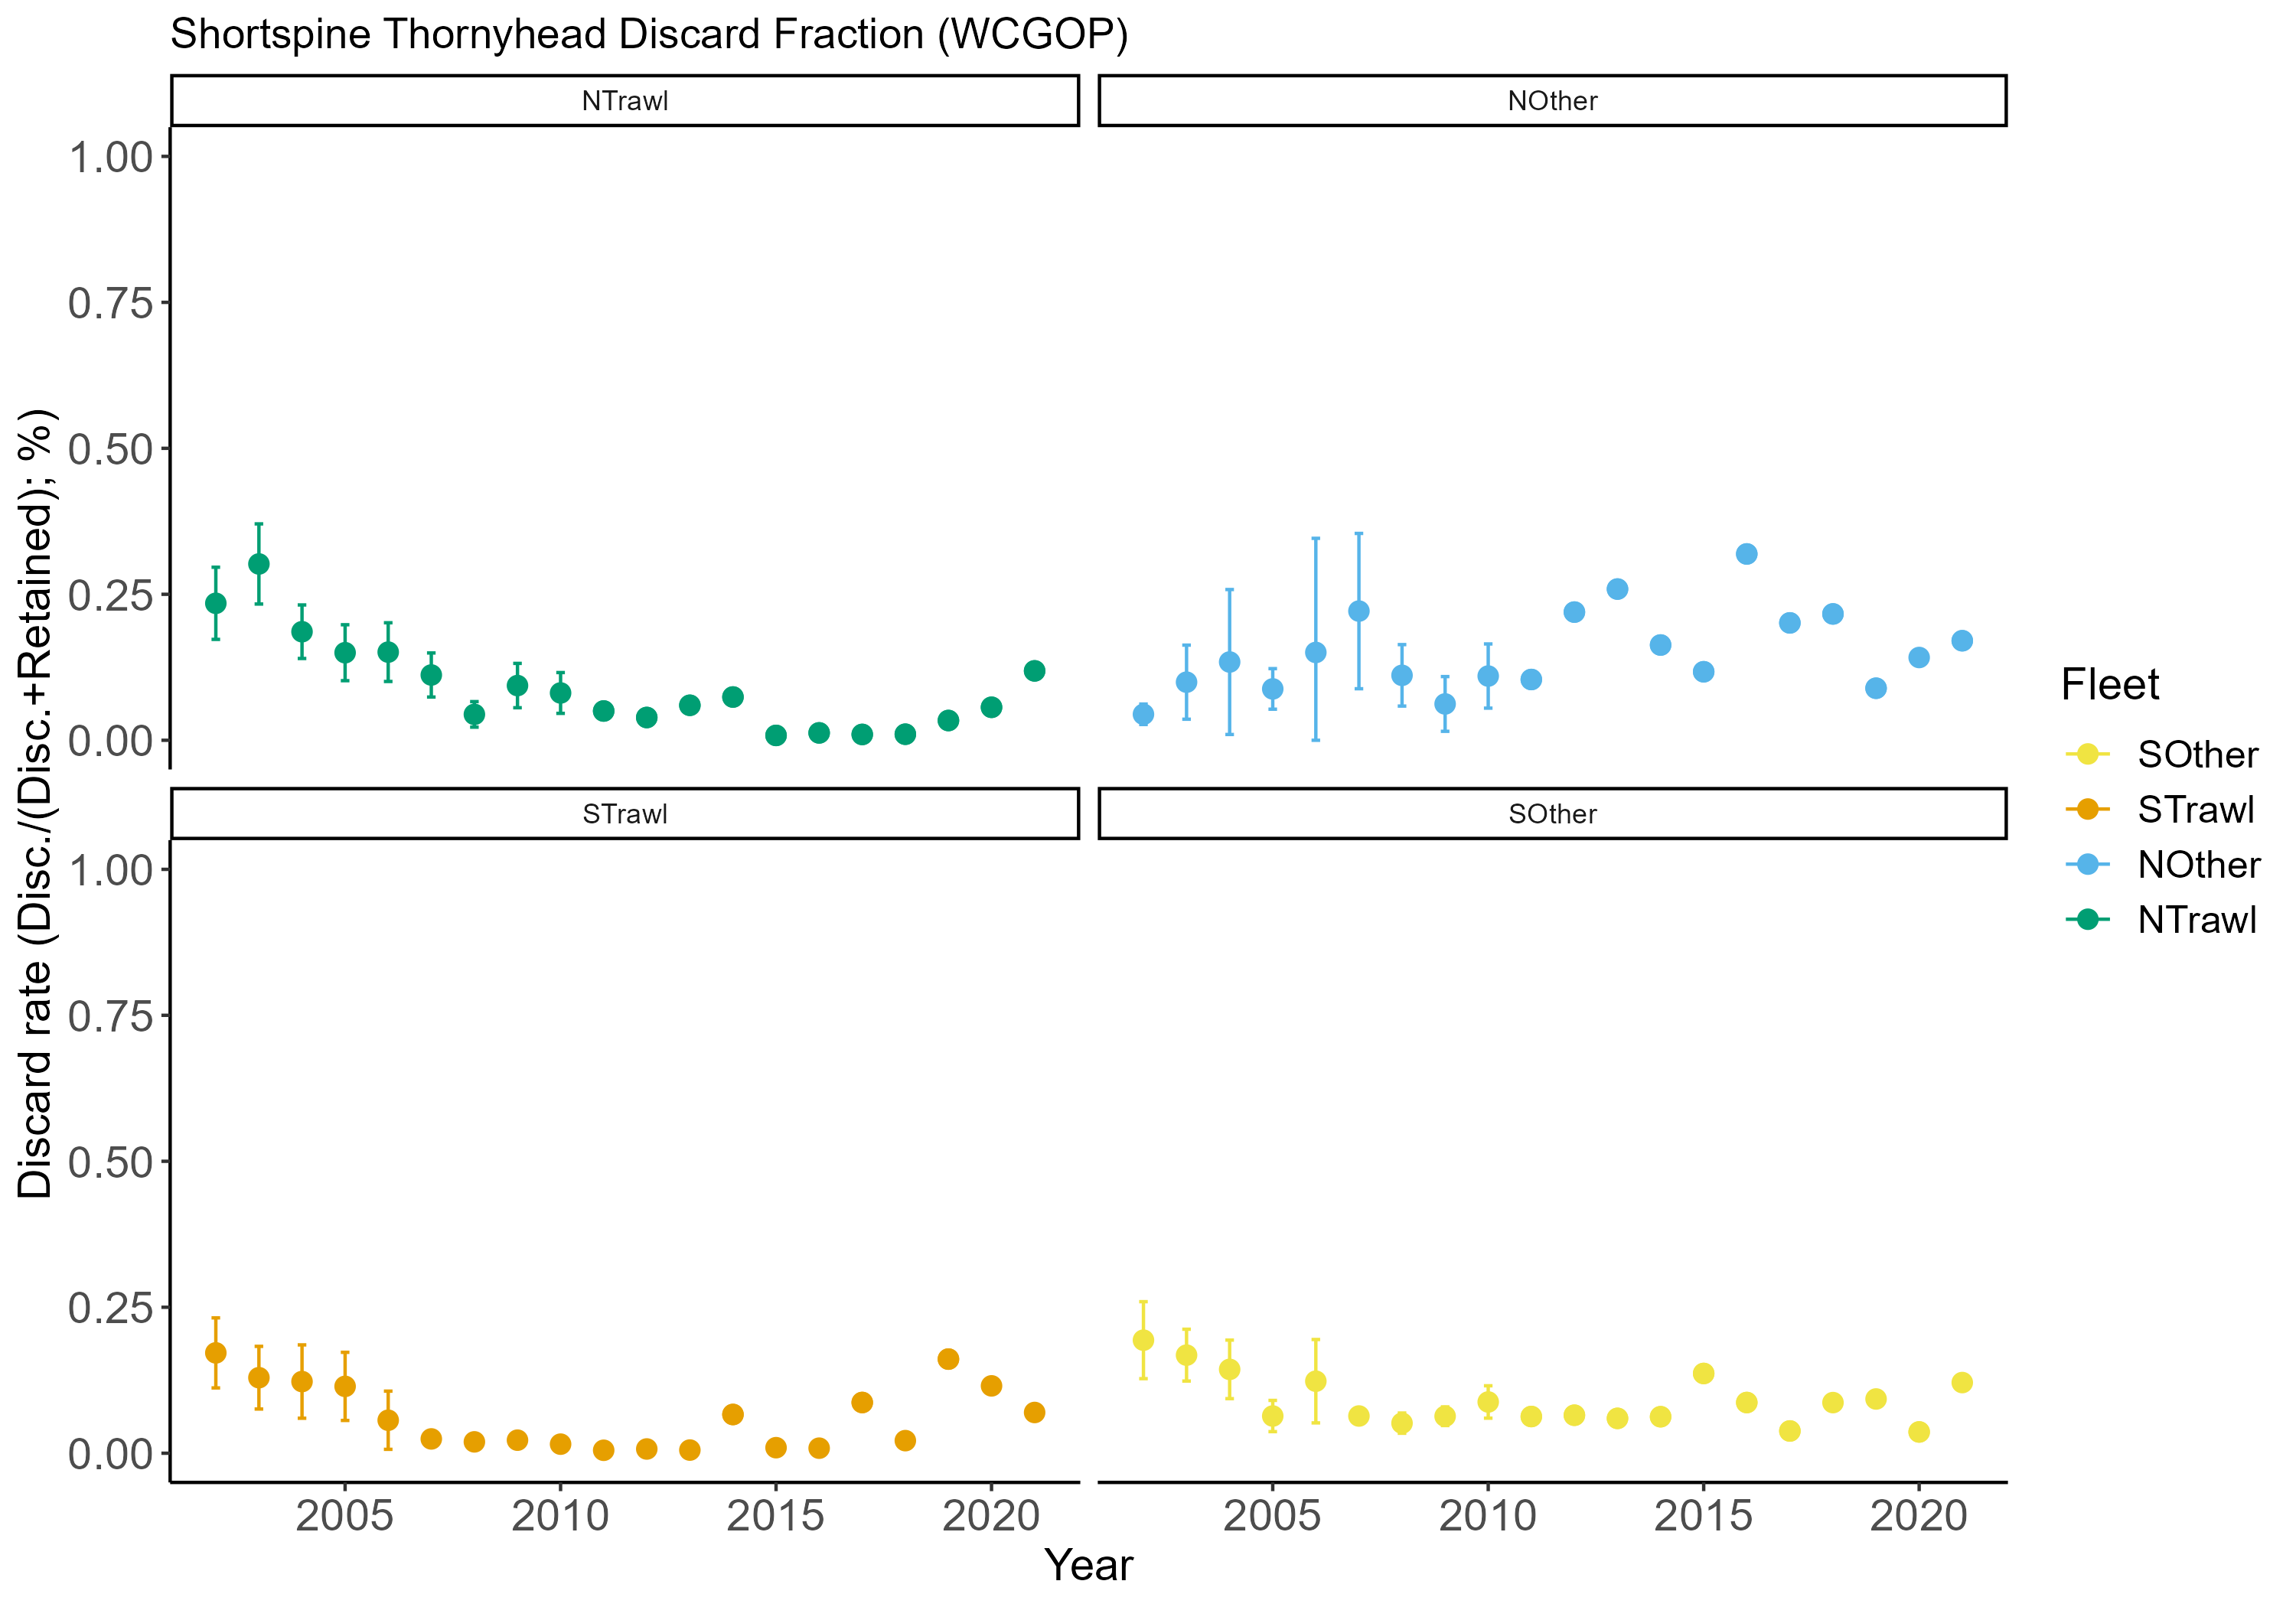 Shortspine Thornyhead Discard Fraction (WCGOP)
NTrawl
NOther
1.00
0.75
0.50
0.25
0.00
STrawl
SOther
1.00
0.75
0.50
0.25
0.00
2005
2010
2015
2020
2005
2010
2015
2020
Year
Discard rate (Disc./(Disc.+Retained); %)
Fleet
SOther
STrawl
NOther
NTrawl